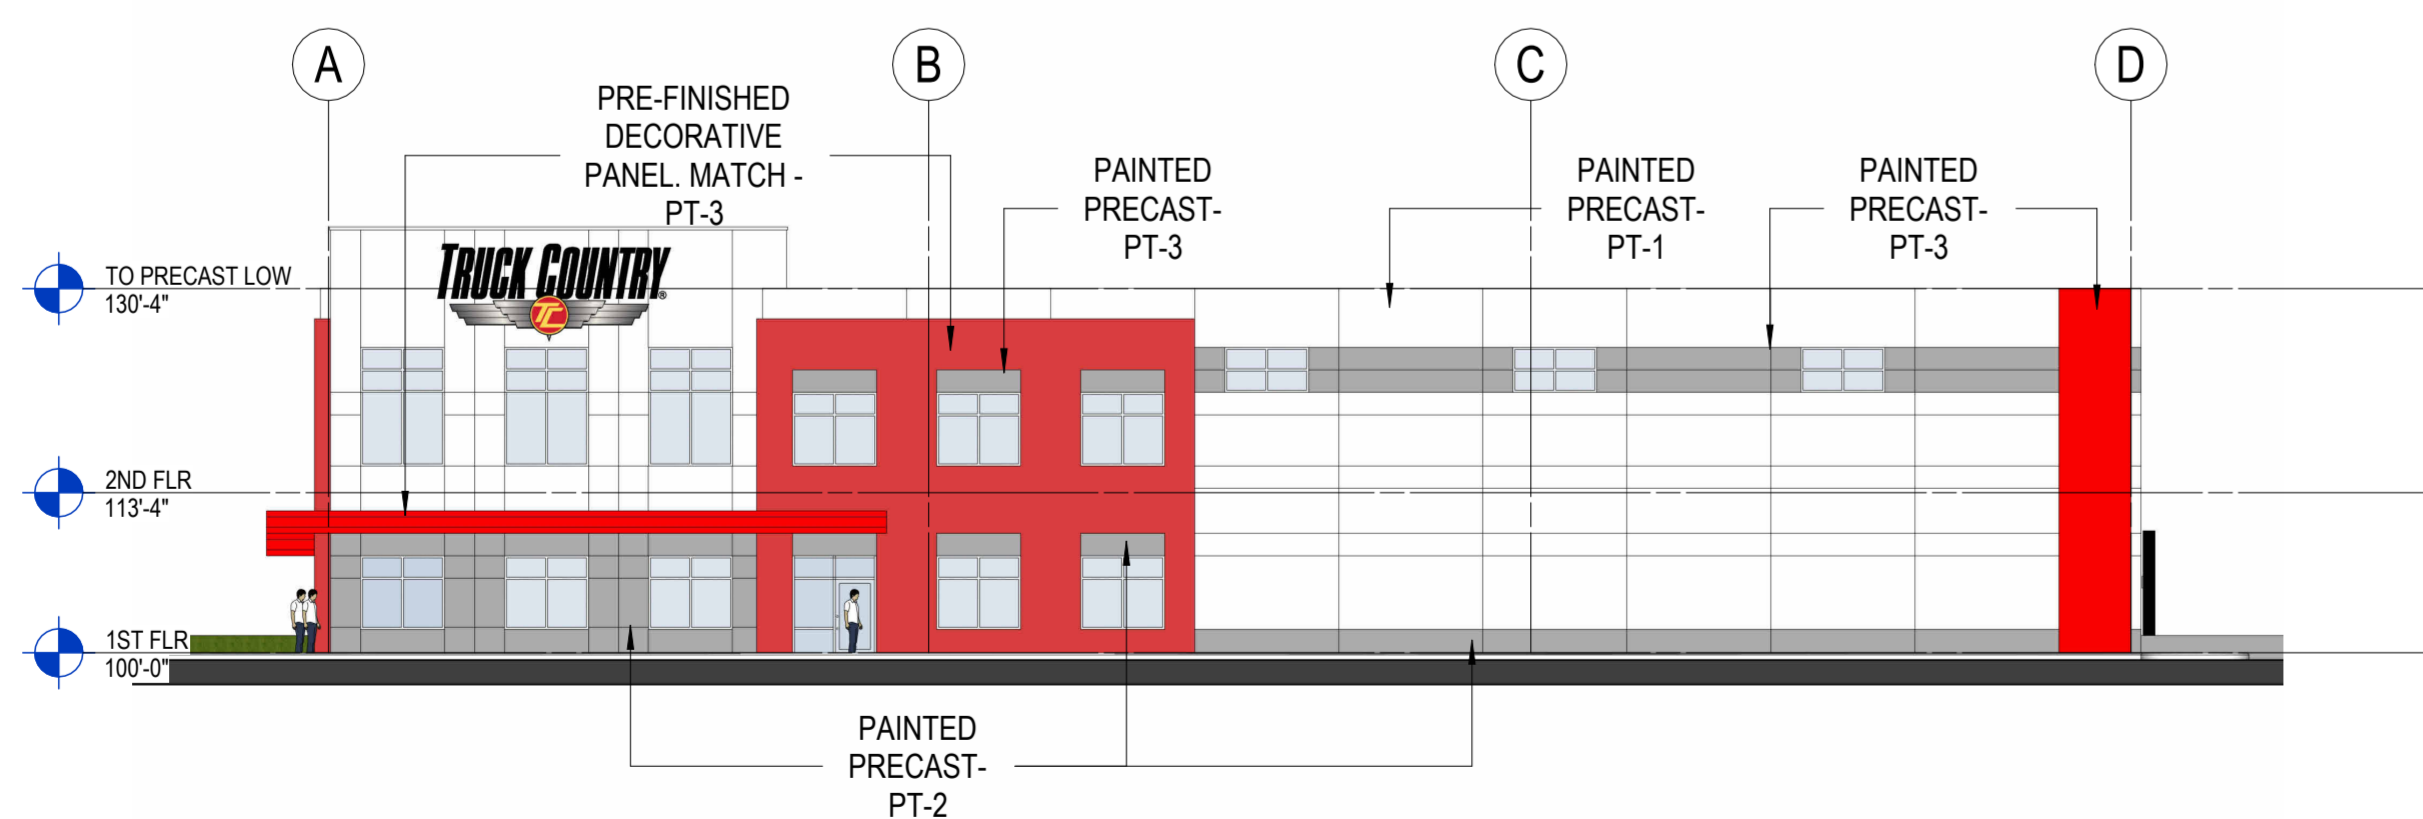 A
B
C
D
PRE-FINISHED
DECORATIVE
PANEL. MATCH -
PT-3
PAINTED
PRECAST-
PT-3
PAINTED
PRECAST-
PT-1
PAINTED
PRECAST-
PT-3
TRUCK COUNTRY®
TC
TO PRECAST LOW
130'-4"
2ND FLR
113'-4"
1ST FLR
100'-0"
PAINTED
PRECAST-
PT-2